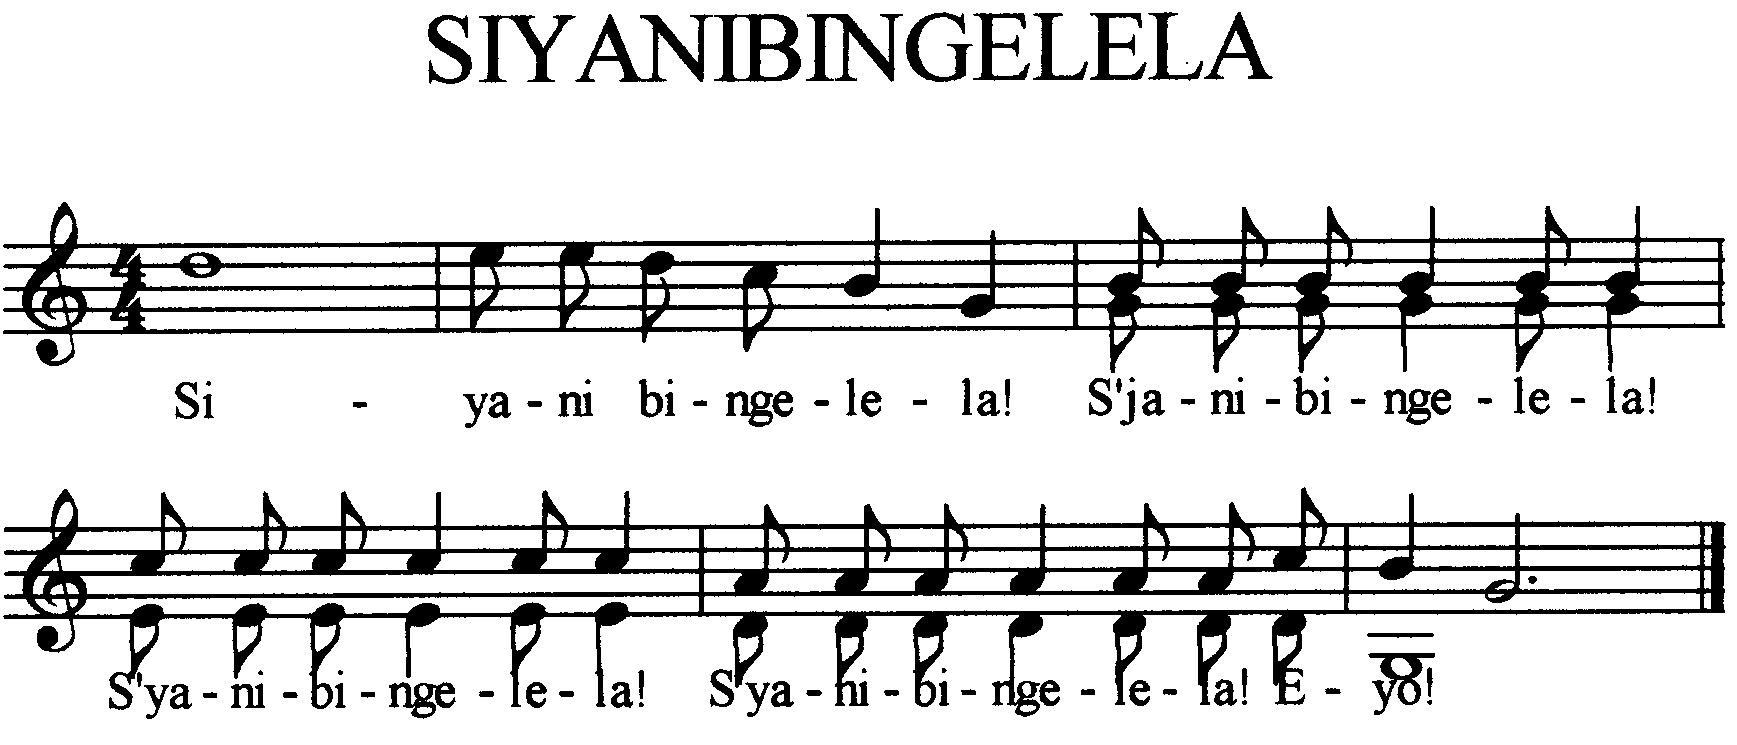 SIYANIBINGELELA
4/4
Si - ya - ni bi - nge - le - la! S'ja - ni - bi - nge - le - la!
S'ya - ni - bi - nge - le - la! S'ya - ni - bi - nge - le - la! E - yo!